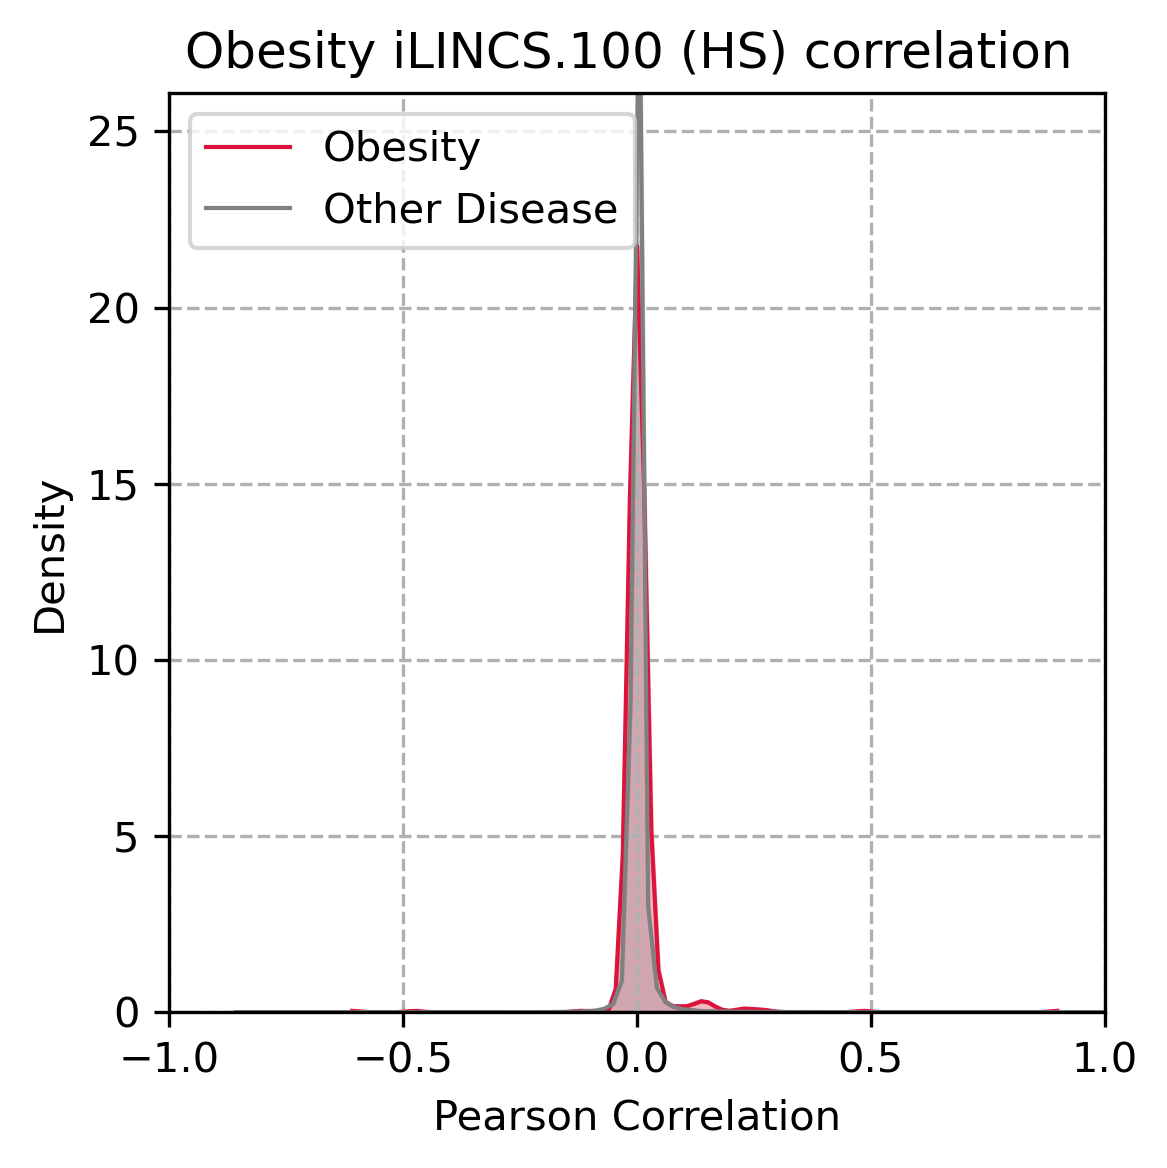 Obesity iLINCS.100 (HS) correlation
Obesity
Other Disease
25
20
15
10
5
0
Density
−1.0 −0.5 0.0 0.5 1.0
Pearson Correlation